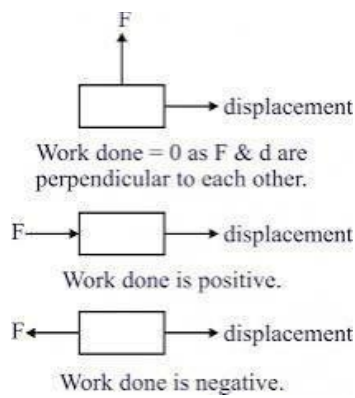 F
displacement
Work done = 0 as F & d are
perpendicular to each other.
F displacement
Work done is positive.
F displacement
Work done is negative.